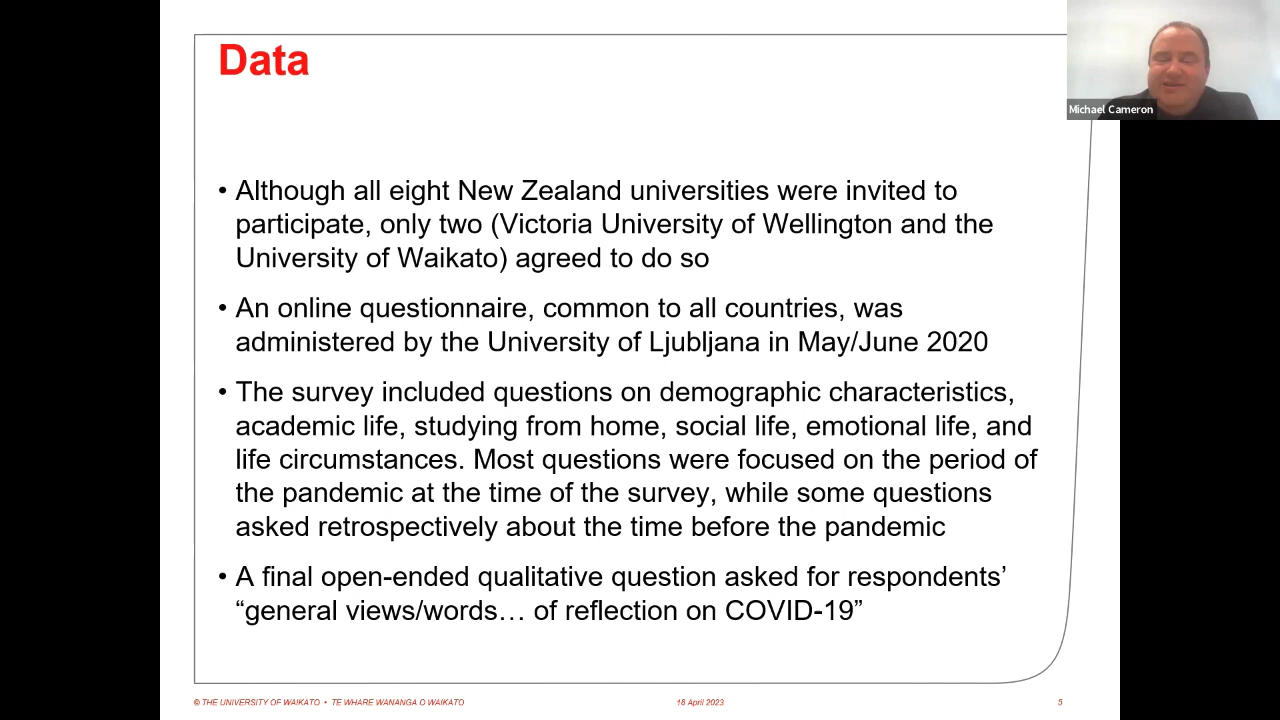 Data
Michael Cameron
• Although all eight New Zealand universities were invited to
participate, only two (Victoria University of Wellington and the
University of Waikato) agreed to do so
• An online questionnaire, common to all countries, was
administered by the University of Ljubljana in May/June 2020
• The survey included questions on demographic characteristics,
academic life, studying from home, social life, emotional life, and
life circumstances. Most questions were focused on the period of
the pandemic at the time of the survey, while some questions
asked retrospectively about the time before the pandemic
• A final open-ended qualitative question asked for respondents’
“general views/words… of reflection on COVID-19”
© THE UNIVERSITY OF WAIKATO • TE WHARE WANANGA O WAIKATO
18 April 2023
5